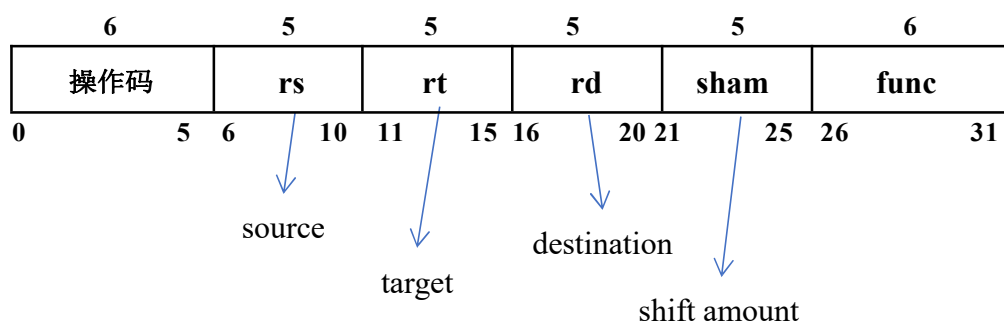 6 5 5 5 5 6
操作码 rs rt rd sham func
0 5 6 10 11 15 16 20 21 25 26 31
source
destination
target
shift amount